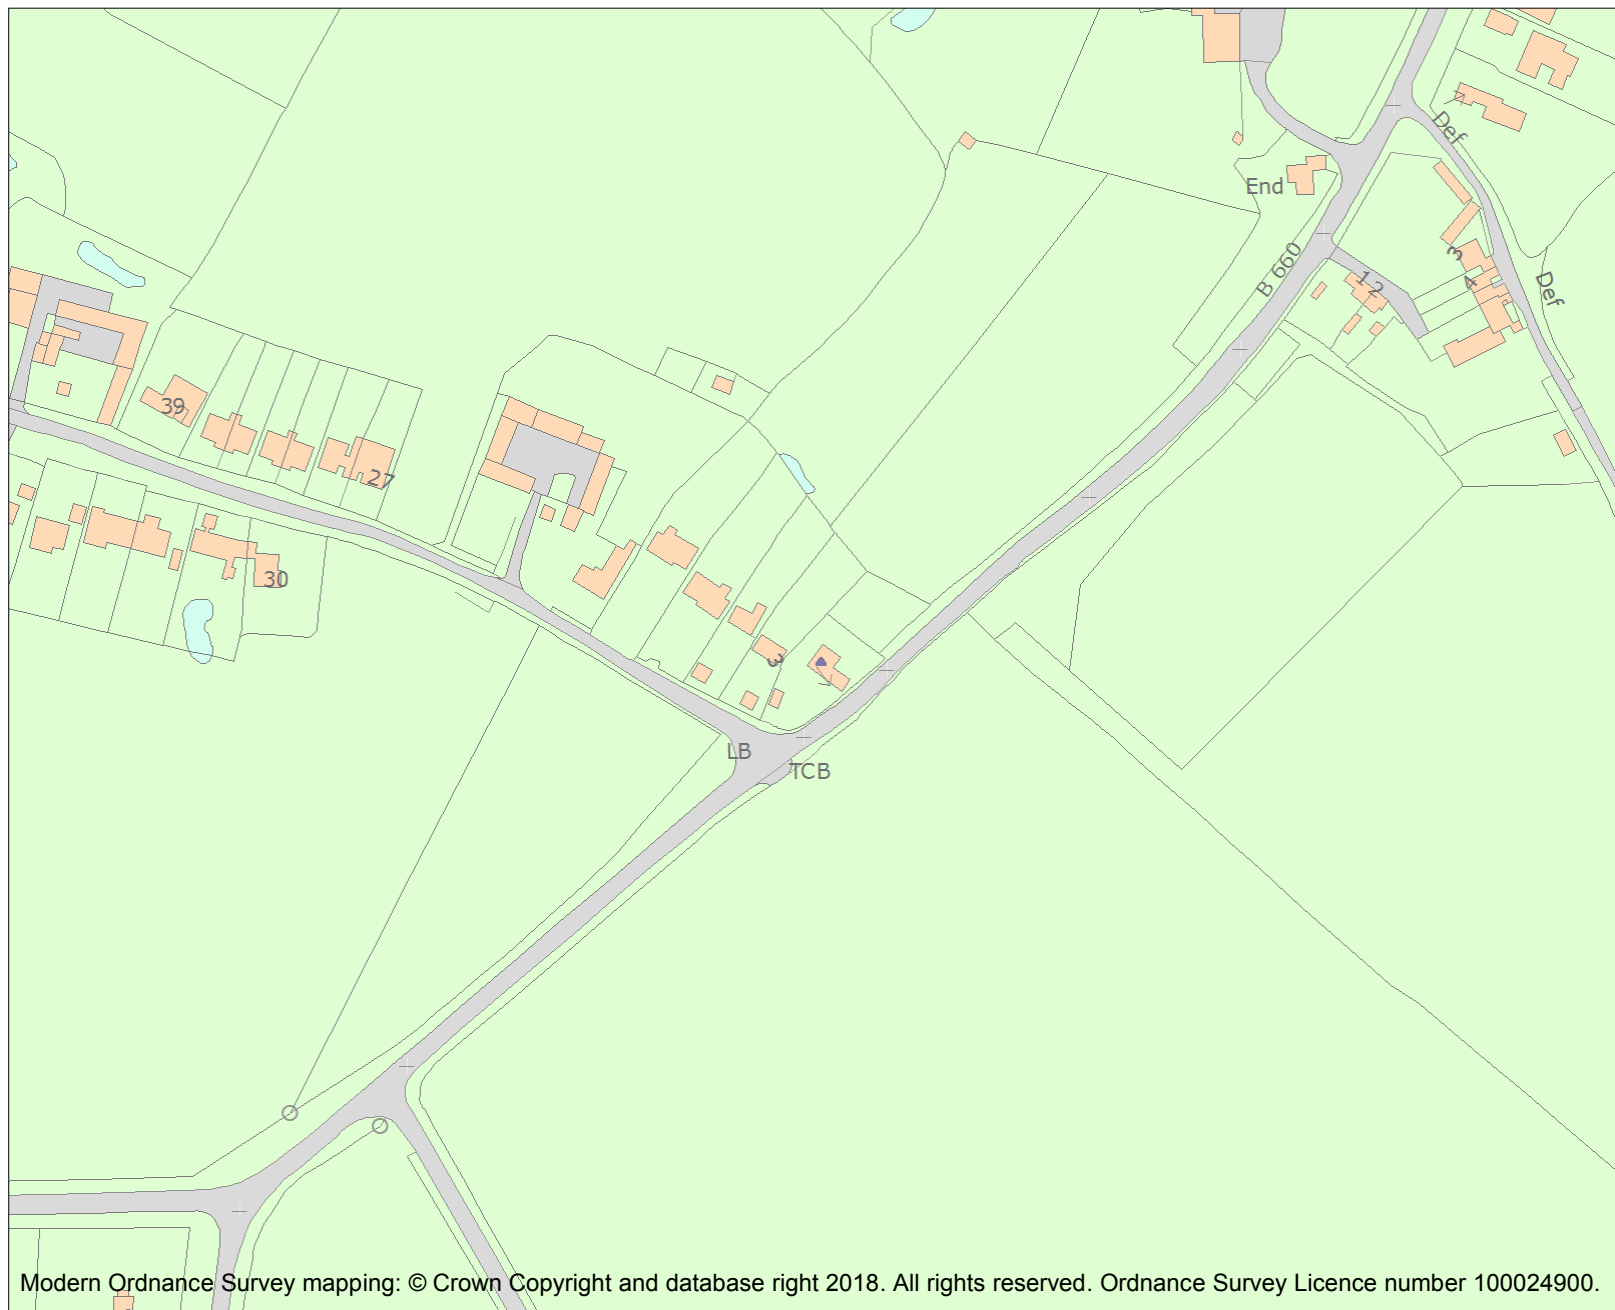 Def
End
B 660
3
4
1 2
Def
39
27
30
3
LB
TCB
Modern Ordnance Survey mapping: © Crown Copyright and database right 2018. All rights reserved. Ordnance Survey Licence number 100024900.